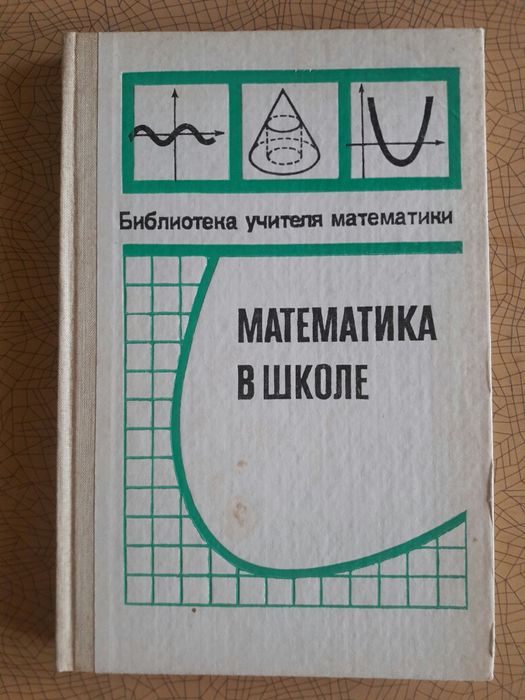 Библиотека учителя математики
МАТЕМАТИКА
В ШКОЛЕ